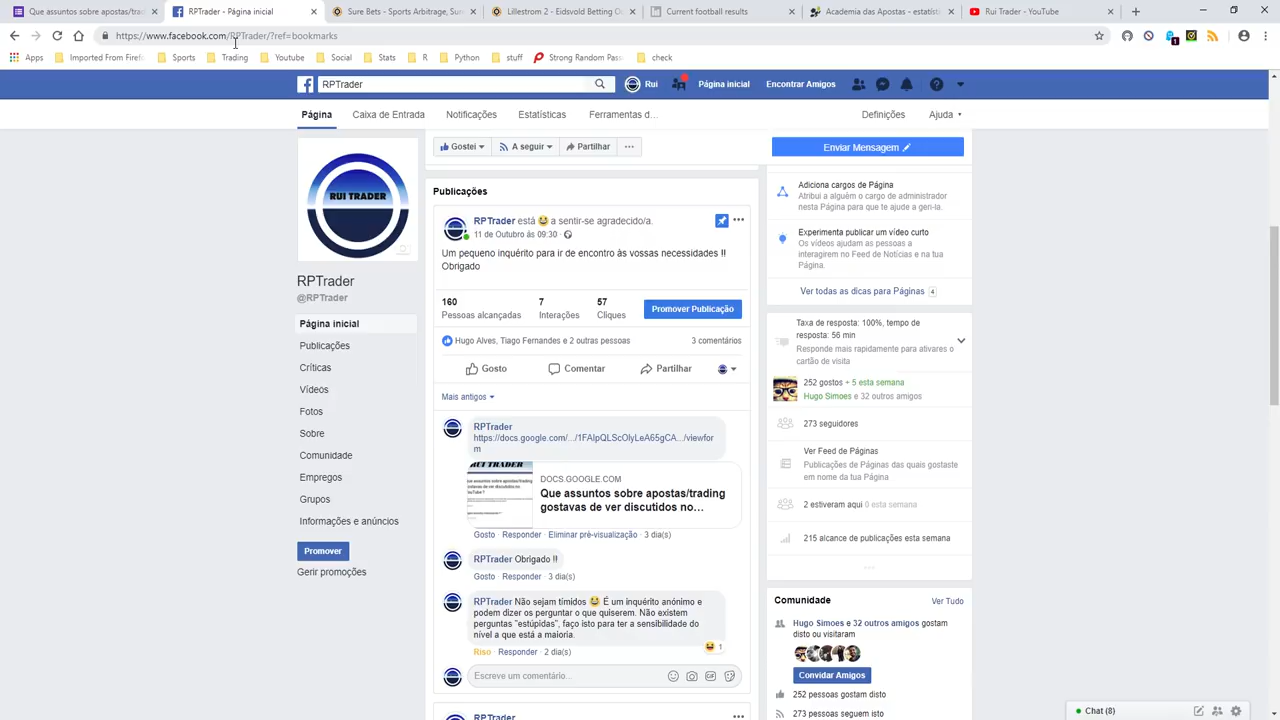 Que assuntos sobre apostas/trad
RPTrader - Página inicial
Sure Bets - Sports Arbitrage, Sure
Lillestrom 2 - Eidsvold Betting Od
Current football results
Academia das Apostas - estatísti
Rui Trader - YouTube
https://www.facebook.com/RPTrader/?ref=bookmarks
Apps
Imported From Firef
Sports
Trading
Youtube
Social
Stats
R
Python
stuff
Strong Random Pass
check
RPTrader
Rui
Página inicial
Encontrar Amigos
Página
Caixa de Entrada
Notificações
Estatísticas
Ferramentas d...
Definições
Ajuda
RUI TRADER
RPTrader
@RPTrader
Página inicial
Publicações
Críticas
Vídeos
Fotos
Sobre
Comunidade
Empregos
Grupos
Informações e anúncios
Promover
Gerir promoções
Gostei
A seguir
Partilhar
...
Enviar Mensagem
Publicações
RPTrader está 😃 a sentir-se agradecido/a.
11 de Outubro às 09:30 ·
Um pequeno inquérito para ir de encontro às vossas necessidades !!
Obrigado
160
Pessoas alcançadas
7
Interações
57
Cliques
Promover Publicação
Hugo Alves, Tiago Fernandes e 2 outras pessoas
3 comentários
Gosto
Comentar
Partilhar
Mais antigos
RPTrader
https://docs.google.com/.../1FAIpQLScOlyLeA65gCA.../viewfor
m
RUI TRADER
DOCS.GOOGLE.COM
Que assuntos sobre apostas/trading
gostavas de ver discutidos no...
Gosto · Responder · Eliminar pré-visualização · 3 dia(s)
RPTrader Obrigado !!
Gosto · Responder · 3 dia(s)
RPTrader Não sejam tímidos 😃 É um inquérito anónimo e
podem dizer os perguntar o que quiserem. Não existem
perguntas "estúpidas", faço isto para ter a sensibilidade do
nível a que está a maioria.
1
Riso · Responder · 2 dia(s)
Escreve um comentário...
GIF
RPTrader
Adiciona cargos de Página
Atribui a alguém o cargo de administrador
nesta Página para que te ajude a geri-la.
Experimenta publicar um vídeo curto
Os vídeos ajudam as pessoas a
interagirem no Feed de Notícias e na tua
Página.
Ver todas as dicas para Páginas 4
Taxa de resposta: 100%, tempo de
resposta: 56 min
Responde mais rapidamente para ativares o
cartão de visita
252 gostos + 5 esta semana
Hugo Simoes e 32 outros amigos
273 seguidores
Ver Feed de Páginas
Publicações de Páginas das quais gostaste
em nome da tua Página
2 estiveram aqui 0 esta semana
215 alcance de publicações esta semana
...
Comunidade
Ver Tudo
Hugo Simoes e 32 outros amigos gostam
disto ou visitaram
Convidar Amigos
252 pessoas gostam disto
273 pessoas seguem isto
Chat (8)